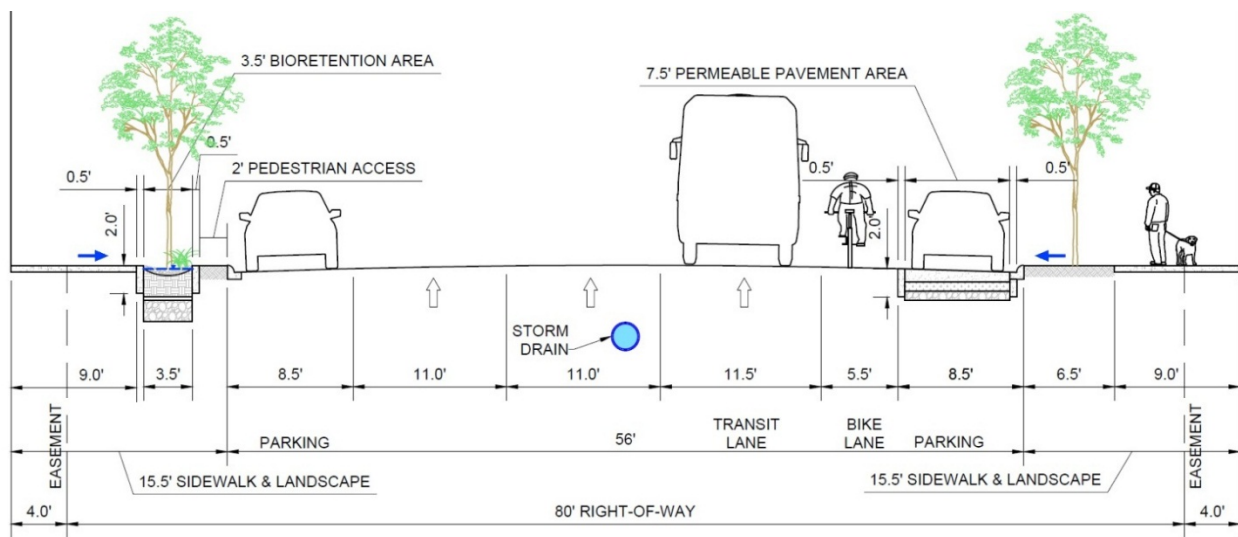 3.5' BIORETENTION AREA
7.5' PERMEABLE PAVEMENT AREA
0.5'
2' PEDESTRIAN ACCESS
0.5'
0.5'
0.5'
2.0'
2.0'
STORM
DRAIN
9.0'
3.5'
8.5'
11.0'
11.0'
11.5'
5.5'
8.5'
6.5'
9.0'
EASEMENT
PARKING
56'
TRANSIT
LANE
BIKE
LANE
PARKING
EASEMENT
15.5' SIDEWALK & LANDSCAPE
15.5' SIDEWALK & LANDSCAPE
4.0'
80' RIGHT-OF-WAY
4.0'